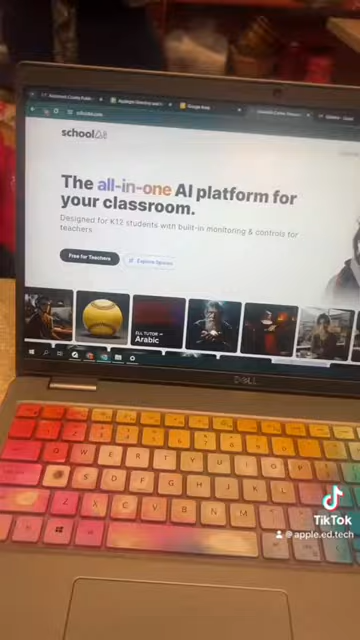 schoolai
The all-in-one AI platform for
your classroom.
Designed for K12 students with built-in monitoring & controls for
teachers
Free for Teachers
Explore Spaces
ELL TUTOR
Arabic
DELL
Q W E R T Y U I O P
S D F G H J K L
Z X C V B N M
TikTok
@apple.ed.tech